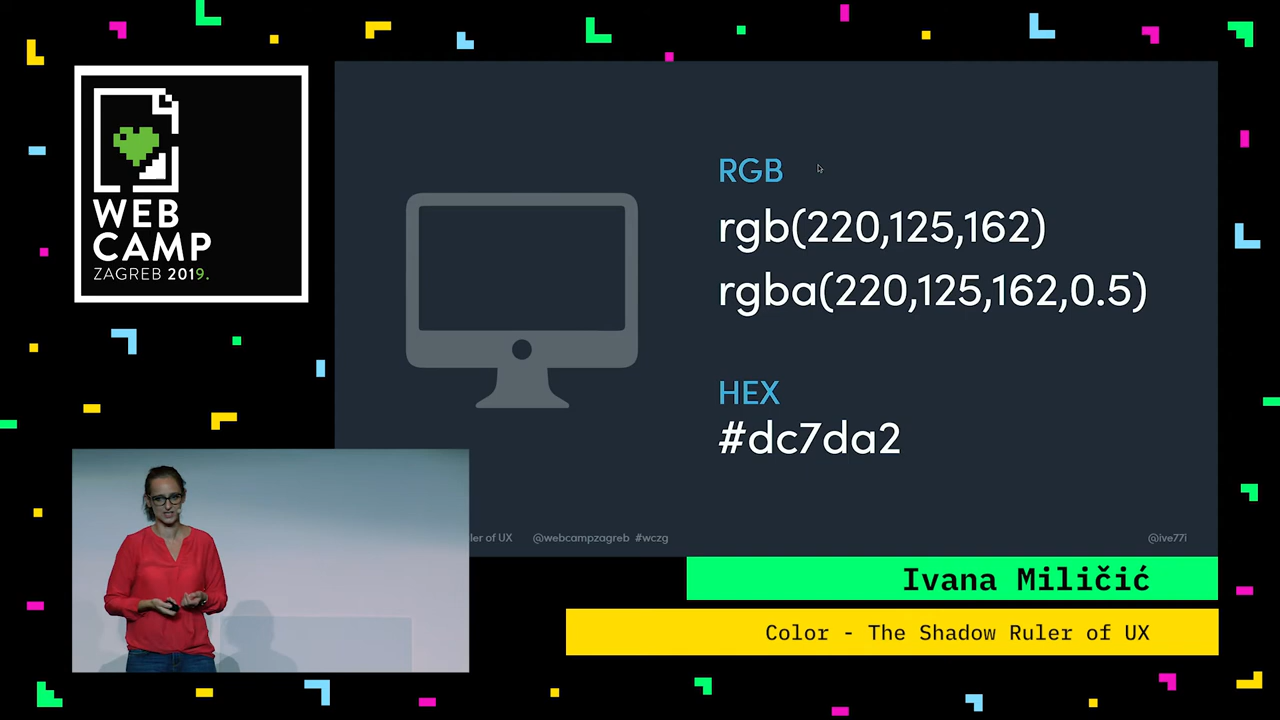 WEB
CAMP
ZAGREB 2019.
RGB
rgb(220,125,162)
rgba(220,125,162,0.5)
HEX
#dc7da2
of UX @webcampzagreb #wczg
@ive77i
Ivana Miličić
Color - The Shadow Ruler of UX